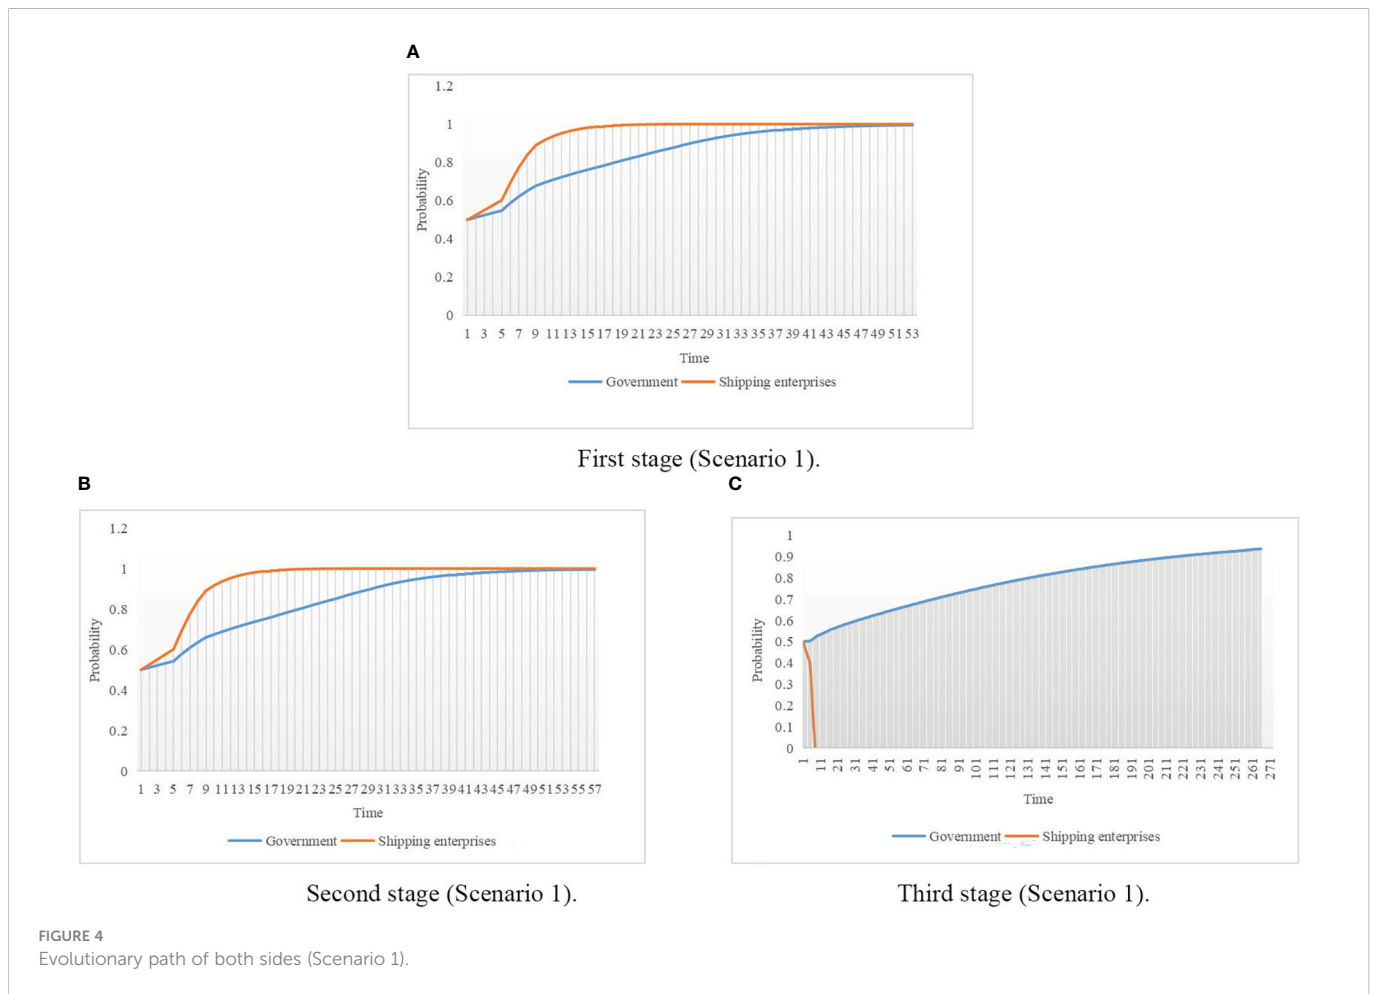 A
1.2
1
0.8
0.6
0.4
0.2
0
Probability
1 3 5 7 9 11 13 15 17 19 21 23 25 27 29 31 33 35 37 39 41 43 45 47 49 51 53
Time
Government Shipping enterprises
First stage (Scenario 1).
B
1.2
1
0.8
0.6
0.4
0.2
0
Probability
1 3 5 7 9 11 13 15 17 19 21 23 25 27 29 31 33 35 37 39 41 43 45 47 49 51 53 55 57
Time
Government Shipping enterprises
Second stage (Scenario 1).
C
1
0.9
0.8
0.7
0.6
0.5
0.4
0.3
0.2
0.1
0
Probability
1 11 21 31 41 51 61 71 81 91 101 111 121 131 141 151 161 171 181 191 201 211 221 231 241 251 261 271
Time
Government Shipping enterprises
Third stage (Scenario 1).
FIGURE 4
Evolutionary path of both sides (Scenario 1).